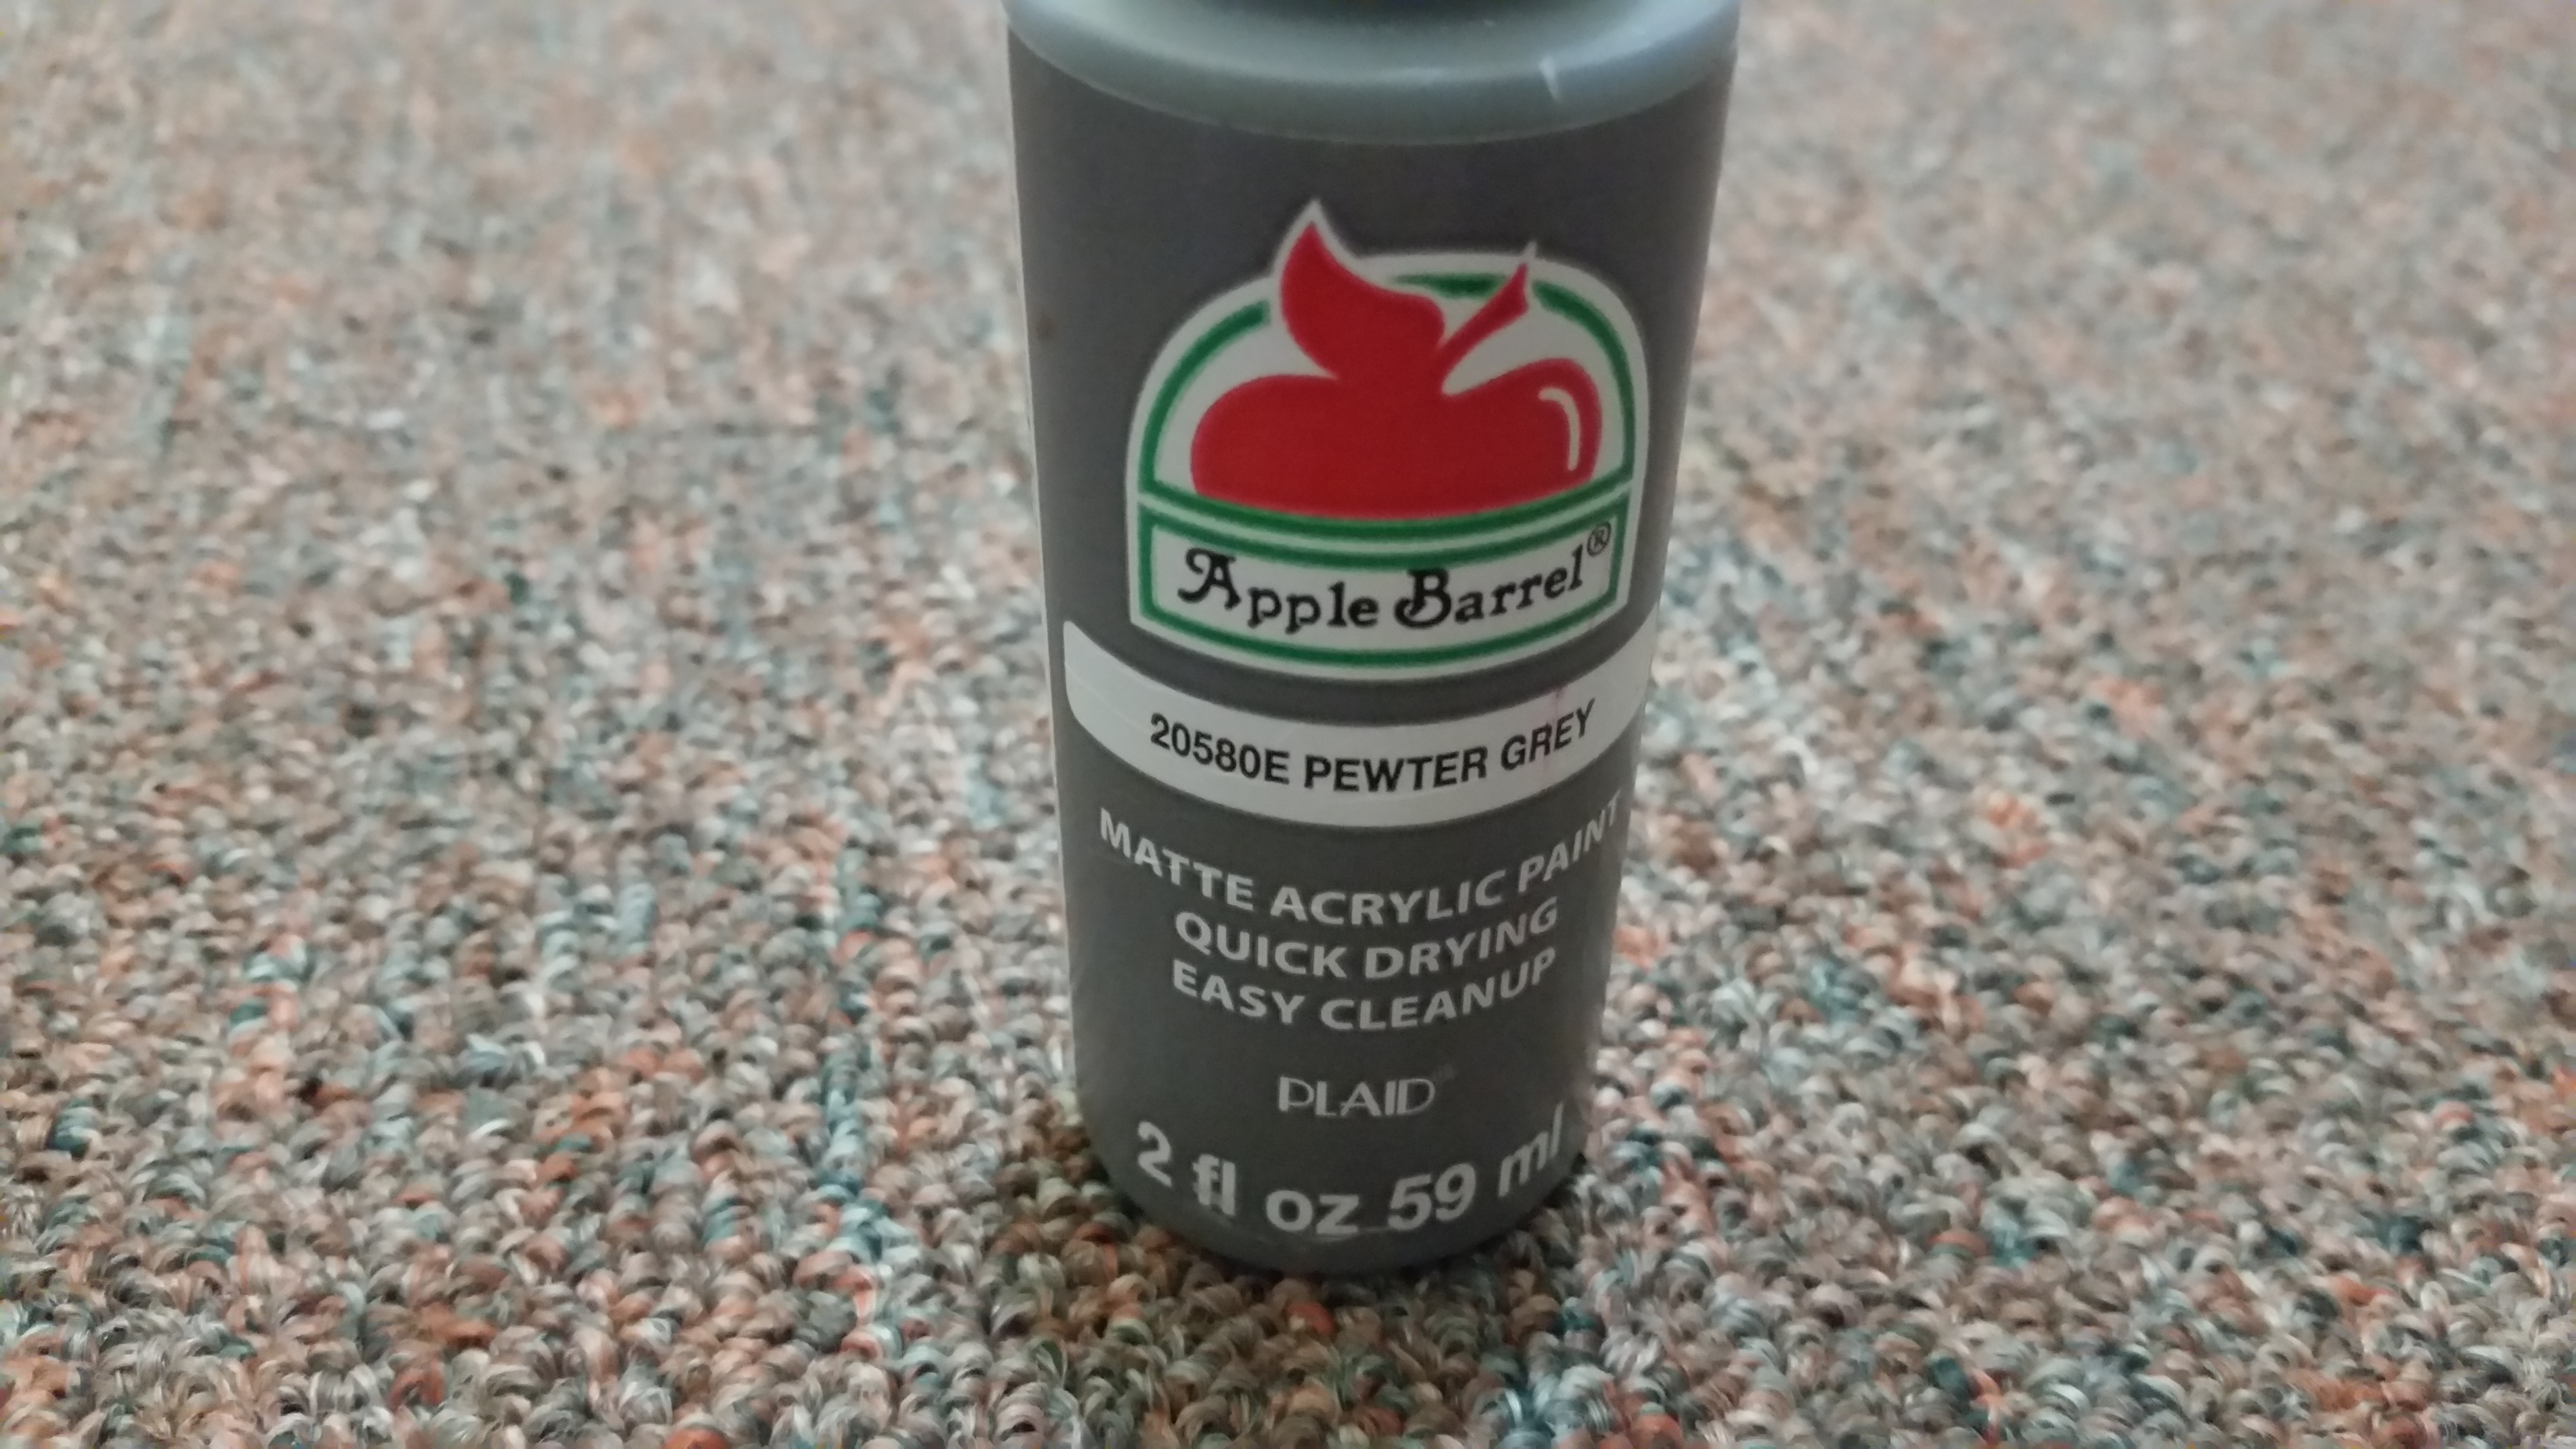 Apple Barrel®
20580E PEWTER GREY
MATTE ACRYLIC PAINT
QUICK DRYING
EASY CLEANUP
PLAID
2 fl oz 59 ml